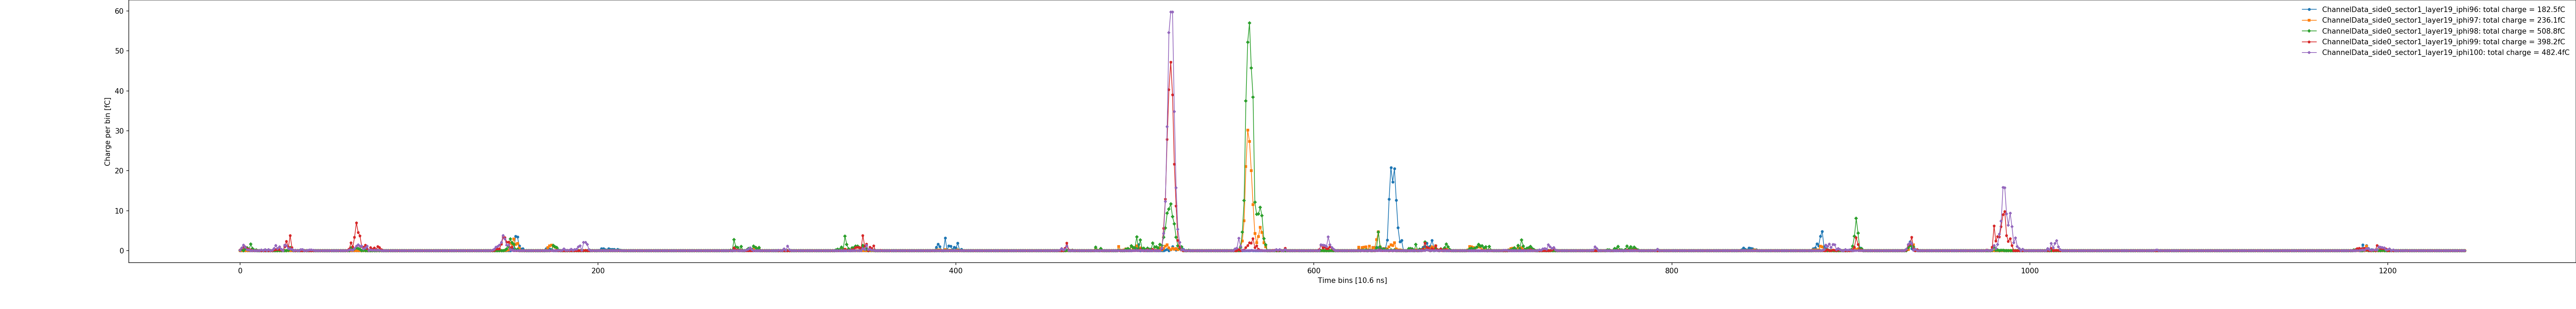 60
50
40
30
20
10
0
Charge per bin [fC]
ChannelData_side0_sector1_layer19_iphi96: total charge = 182.5fC
ChannelData_side0_sector1_layer19_iphi97: total charge = 236.1fC
ChannelData_side0_sector1_layer19_iphi98: total charge = 508.8fC
ChannelData_side0_sector1_layer19_iphi99: total charge = 398.2fC
ChannelData_side0_sector1_layer19_iphi100: total charge = 482.4fC
0 200 400 600 800 1000 1200
Time bins [10.6 ns]